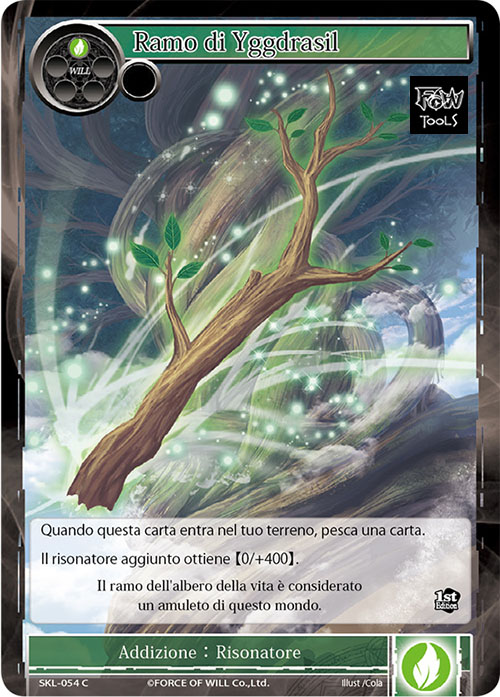 Ramo di Yggdrasil
WILL
FOW
TOOLS
Quando questa carta entra nel tuo terreno, pesca una carta.
Il risonatore aggiunto ottiene【0/+400】.
Il ramo dell'albero della vita è considerato
un amuleto di questo mondo.
1st
Edition
Addizione : Risonatore
SKL-054 C ©FORCE OF WILL Co.,Ltd. Illust /Cola